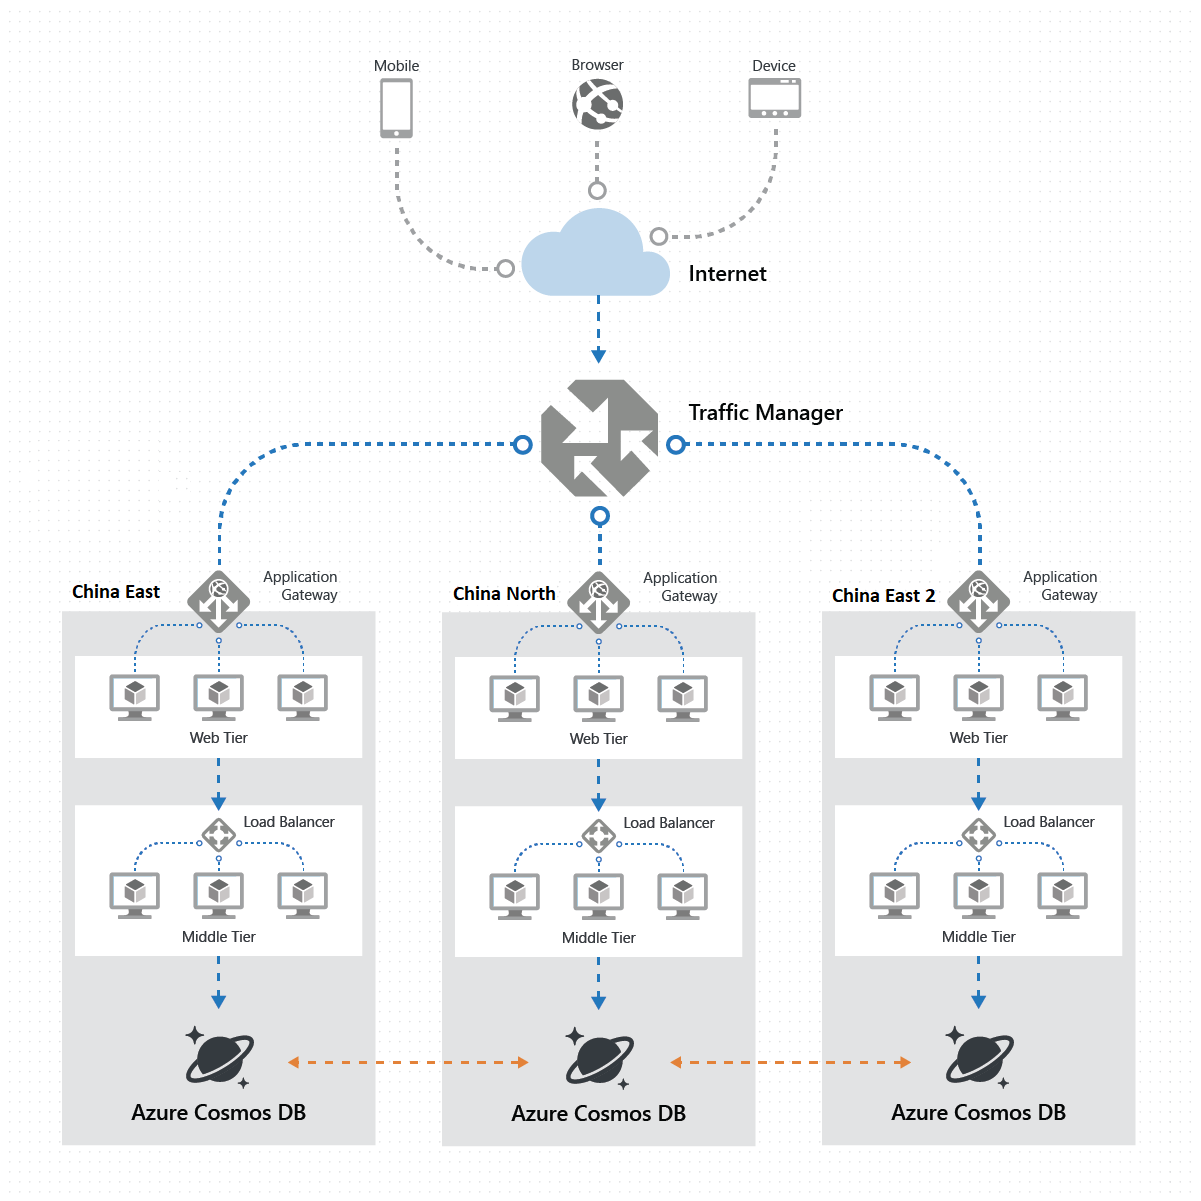 Mobile
Browser
Device
Internet
Traffic Manager
China East
Application
Gateway
China North
Application
Gateway
China East 2
Application
Gateway
Web Tier
Web Tier
Web Tier
Load Balancer
Load Balancer
Load Balancer
Middle Tier
Middle Tier
Middle Tier
Azure Cosmos DB
Azure Cosmos DB
Azure Cosmos DB